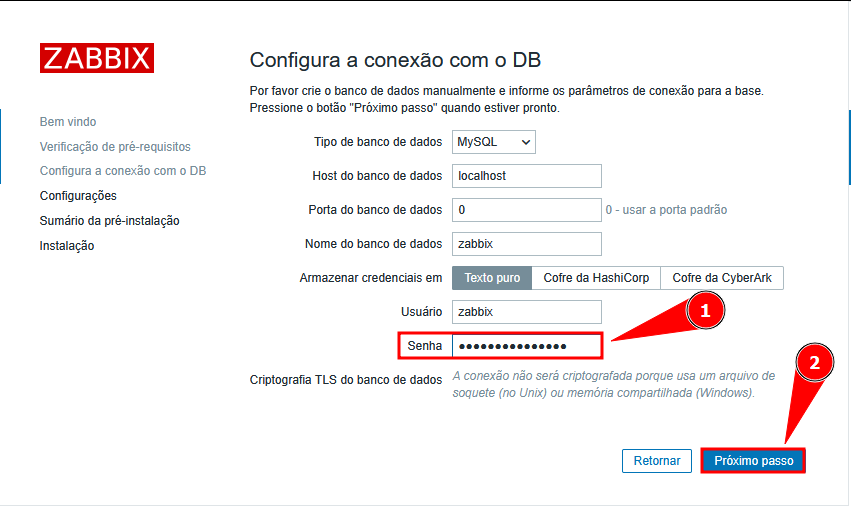 ZABBIX
Bem vindo
Verificação de pré-requisitos
Configura a conexão com o DB
Configurações
Sumário da pré-instalação
Instalação
Configura a conexão com o DB
Por favor crie o banco de dados manualmente e informe os parâmetros de conexão para a base.
Pressione o botão "Próximo passo" quando estiver pronto.
Tipo de banco de dados MySQL
Host do banco de dados localhost
Porta do banco de dados 0 0 - usar a porta padrão
Nome do banco de dados zabbix
Armazenar credenciais em Texto puro Cofre da HashiCorp Cofre da CyberArk
Usuário zabbix
1
Senha ●●●●●●●●●●●●●●●
2
Criptografia TLS do banco de dados A conexão não será criptografada porque usa um arquivo de
soquete (no Unix) ou memória compartilhada (Windows).
Retornar Próximo passo